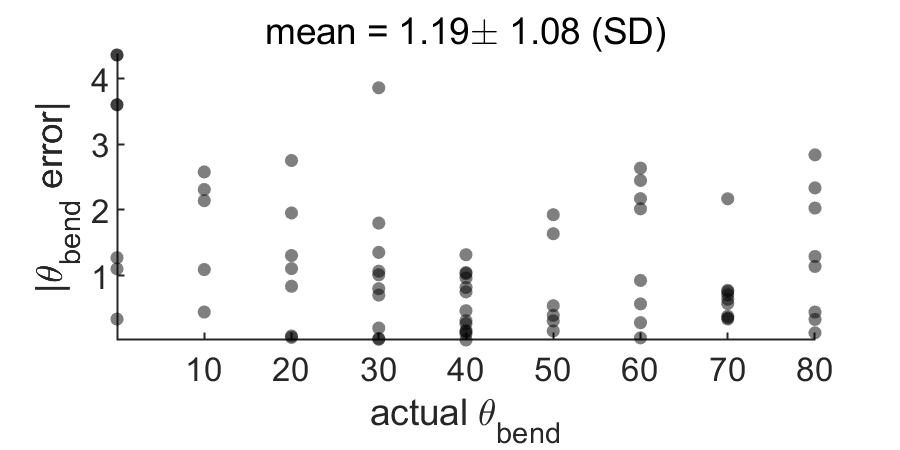 mean = 1.19± 1.08 (SD)
|θbend error|
4
3
2
1
10 20 30 40 50 60 70 80
actual θbend